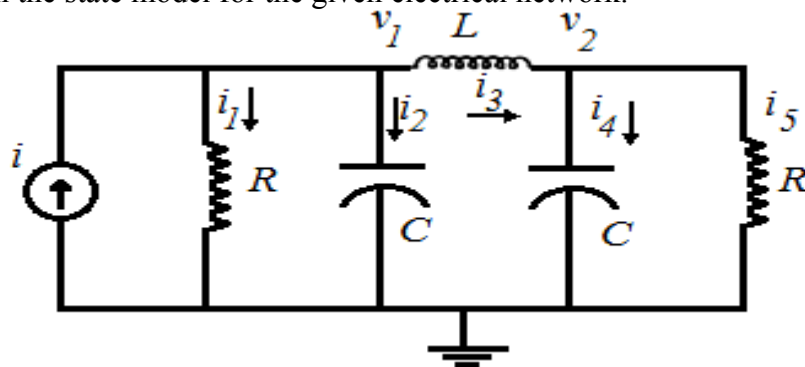 the state model for the given electrical network.
v1 L v2
i i1 R i2 C i3 i4 C i5 R